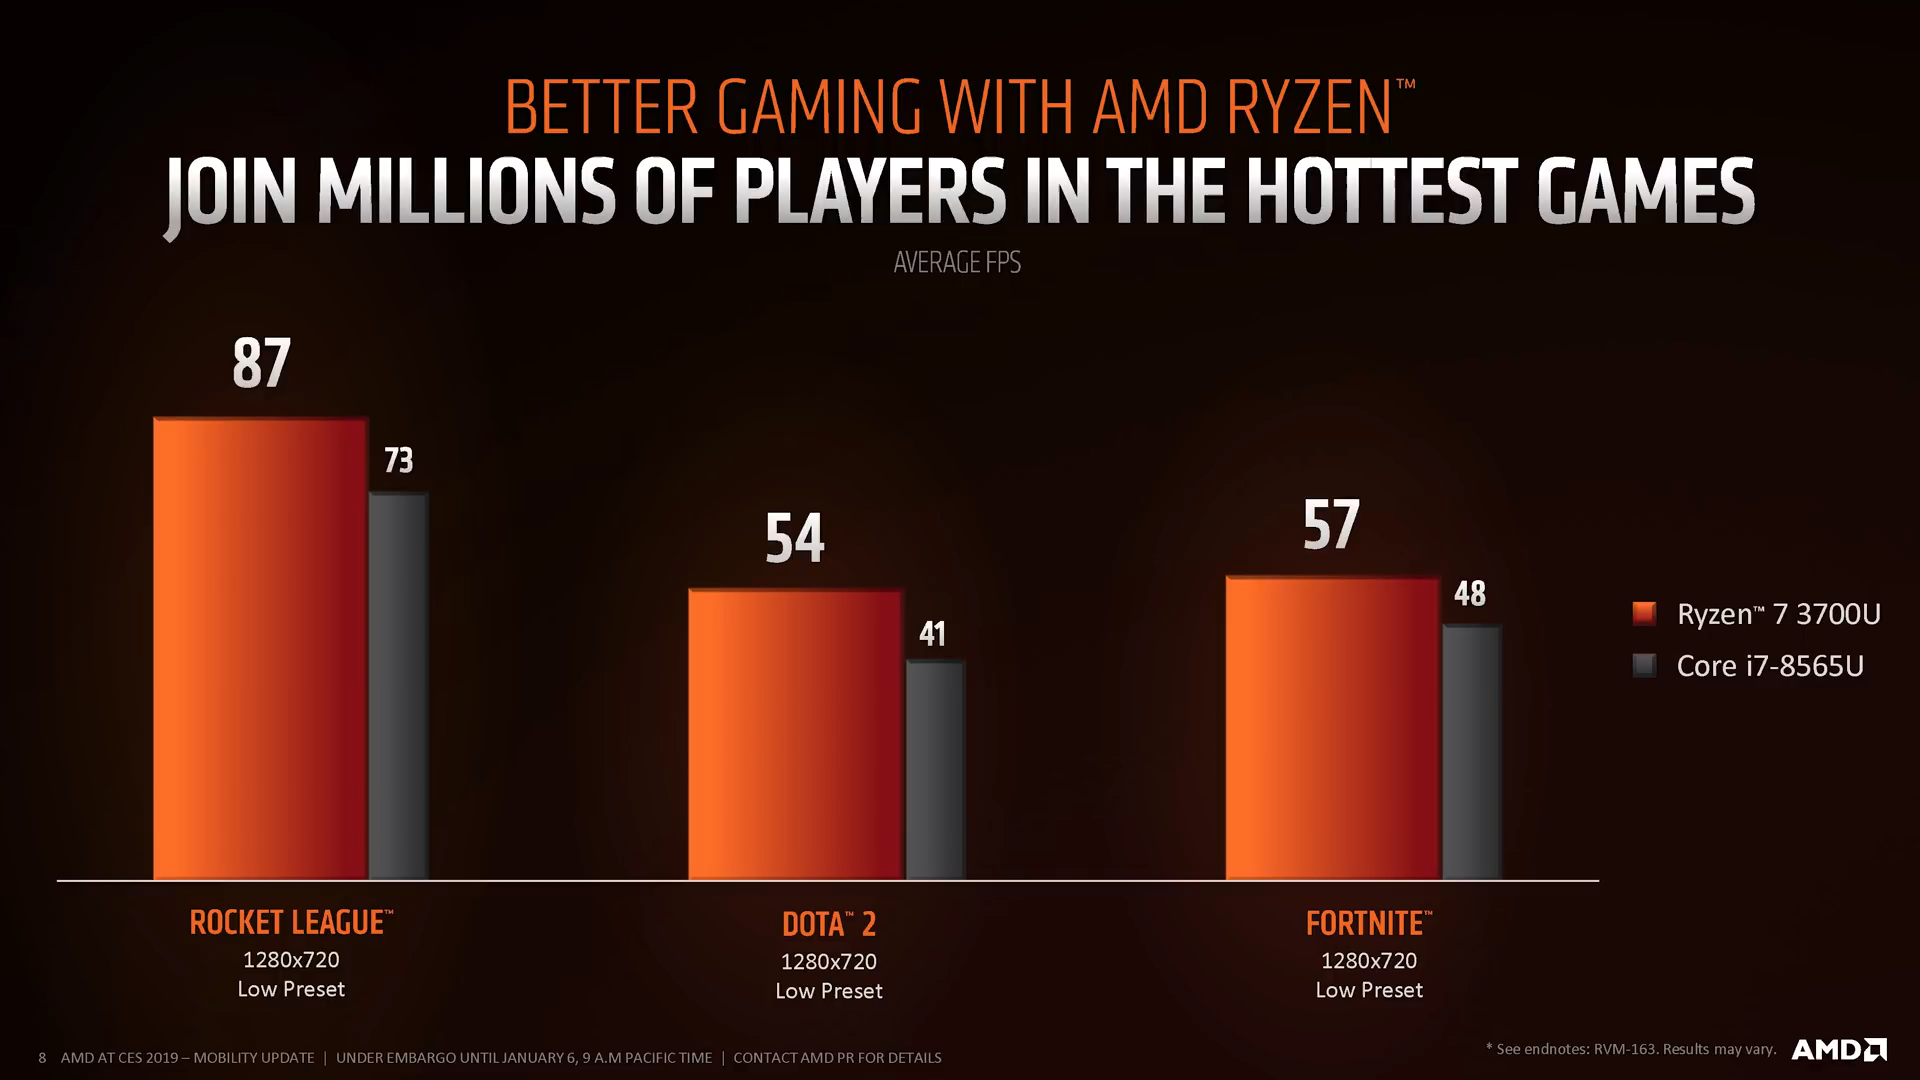 BETTER GAMING WITH AMD RYZEN™
JOIN MILLIONS OF PLAYERS IN THE HOTTEST GAMES
AVERAGE FPS
87
73
54
41
57
48
Ryzen™ 7 3700U
Core i7-8565U
ROCKET LEAGUE™
1280x720
Low Preset
DOTA™ 2
1280x720
Low Preset
FORTNITE™
1280x720
Low Preset
8 AMD AT CES 2019 – MOBILITY UPDATE | UNDER EMBARGO UNTIL JANUARY 6, 9 A.M PACIFIC TIME | CONTACT AMD PR FOR DETAILS
* See endnotes: RVM-163. Results may vary.
AMD